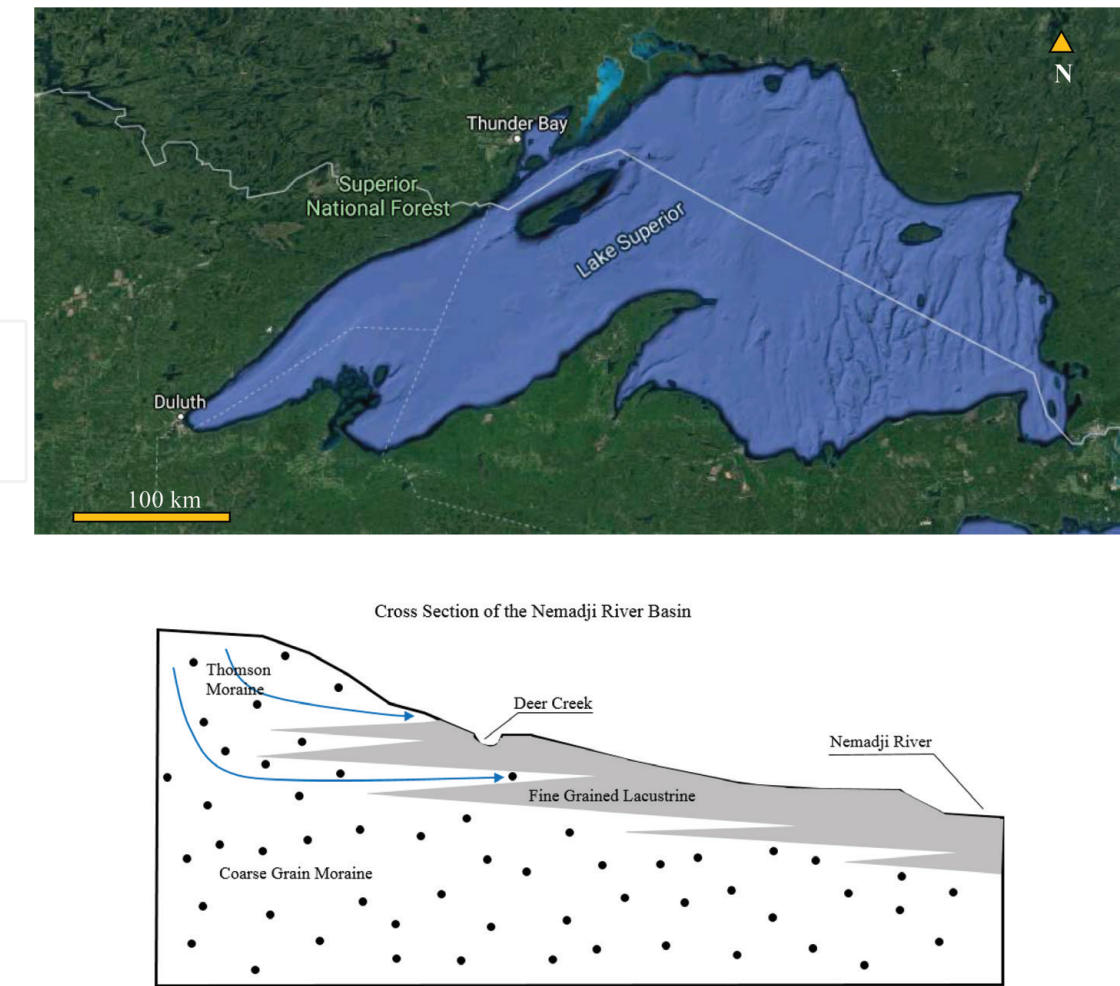 N
Thunder Bay
Superior
National Forest
Lake Superior
Duluth
100 km
Cross Section of the Nemadji River Basin
Thomson
Moraine
Deer Creek
Nemadji River
Fine Grained Lacustrine
Coarse Grain Moraine